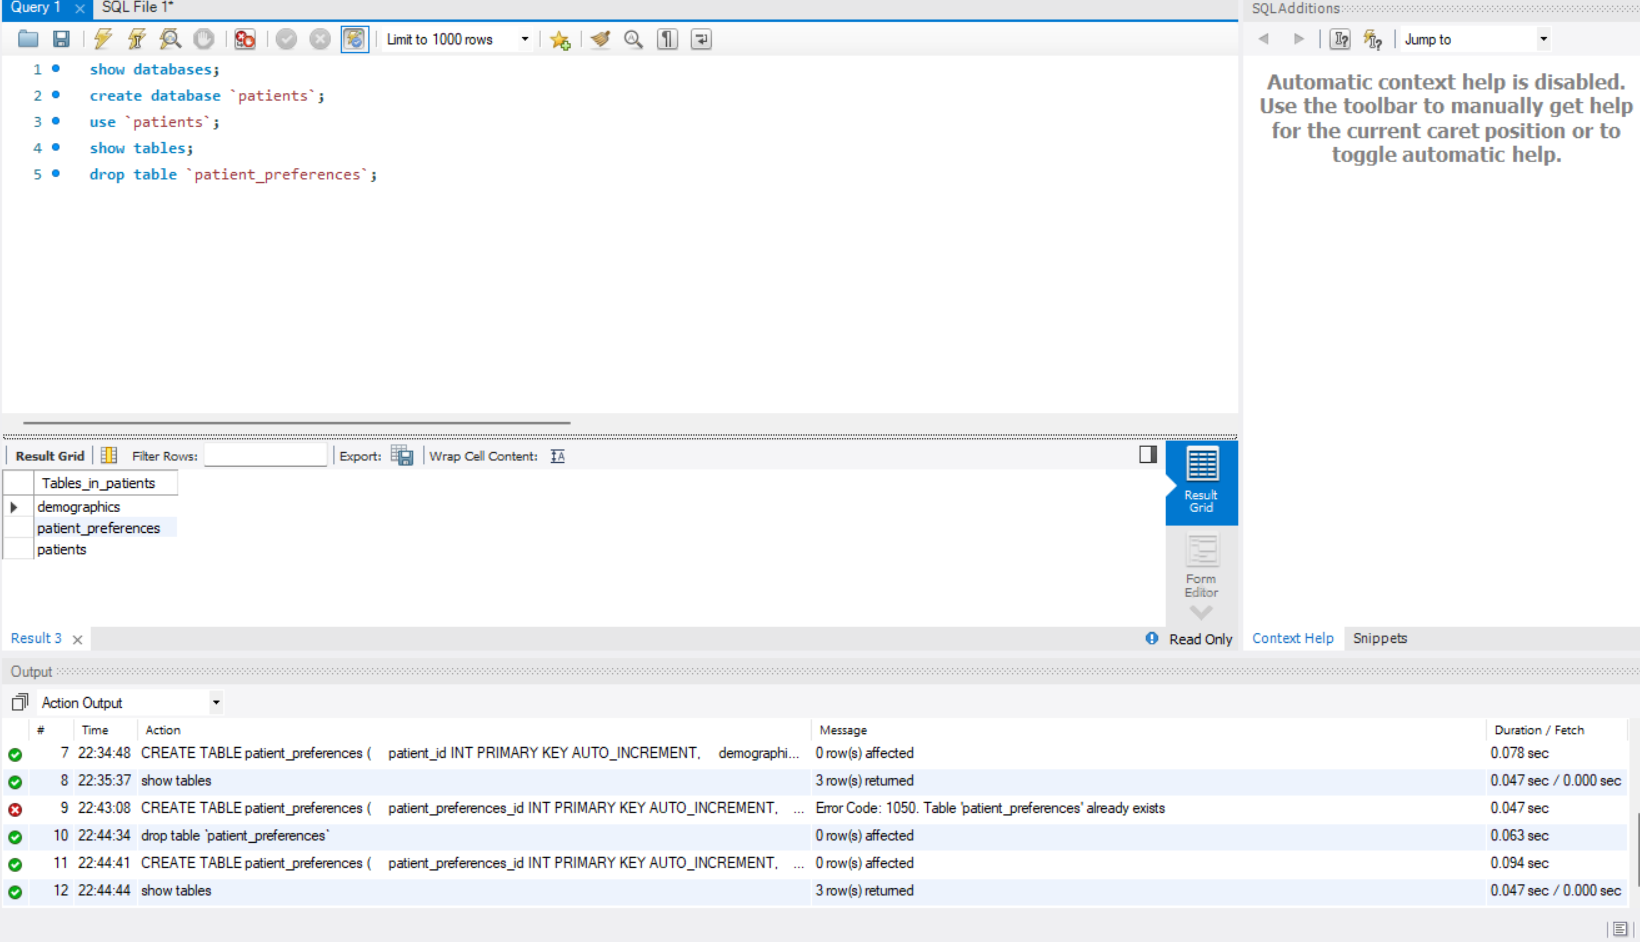 Query 1
SQL File 1*
SQLAdditions
Limit to 1000 rows
Jump to
1 show databases;
2 create database `patients`;
3 use `patients`;
4 show tables;
5 drop table `patient_preferences`;
Automatic context help is disabled.
Use the toolbar to manually get help
for the current caret position or to
toggle automatic help.
Result Grid
Filter Rows:
Export:
Wrap Cell Content:
Tables_in_patients
demographics
patient_preferences
patients
Result
Grid
Form
Editor
Result 3
Read Only
Context Help
Snippets
Output
Action Output
# Time Action Message Duration / Fetch
7 22:34:48 CREATE TABLE patient_preferences ( patient_id INT PRIMARY KEY AUTO_INCREMENT, demographi... 0 row(s) affected 0.078 sec
8 22:35:37 show tables 3 row(s) returned 0.047 sec / 0.000 sec
9 22:43:08 CREATE TABLE patient_preferences ( patient_preferences_id INT PRIMARY KEY AUTO_INCREMENT, ... Error Code: 1050. Table 'patient_preferences' already exists 0.047 sec
10 22:44:34 drop table `patient_preferences` 0 row(s) affected 0.063 sec
11 22:44:41 CREATE TABLE patient_preferences ( patient_preferences_id INT PRIMARY KEY AUTO_INCREMENT, ... 0 row(s) affected 0.094 sec
12 22:44:44 show tables 3 row(s) returned 0.047 sec / 0.000 sec